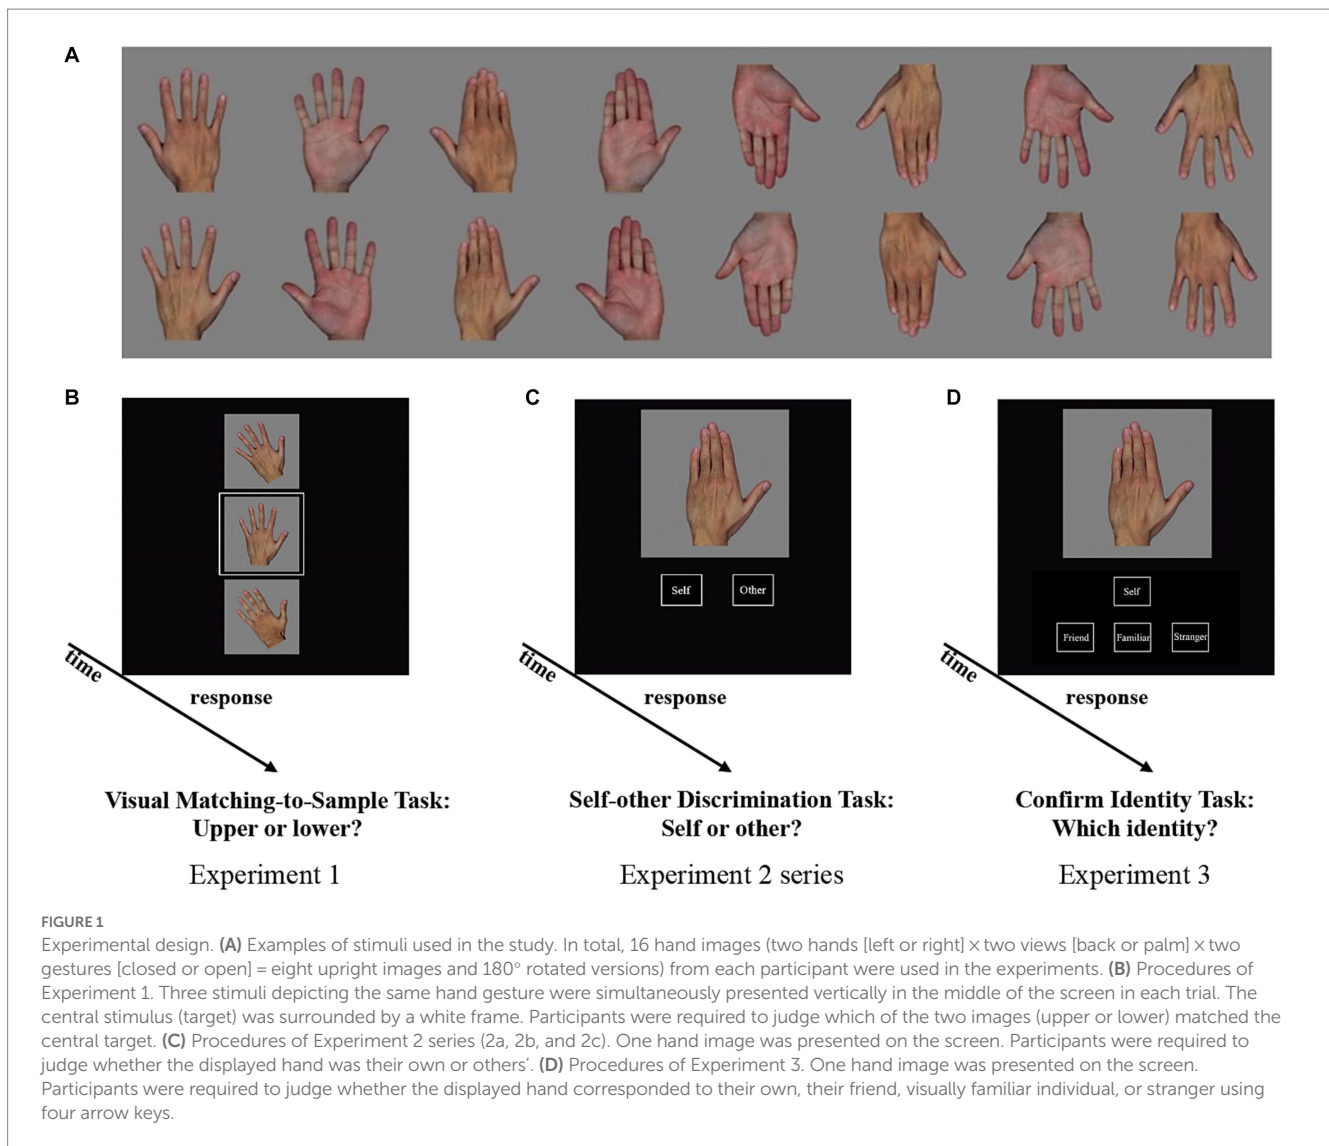 A
B
C
D
Self
Other
Self
Friend
Familiar
Stranger
time
response
time
response
time
response
Visual Matching-to-Sample Task:
Upper or lower?
Experiment 1
Self-other Discrimination Task:
Self or other?
Experiment 2 series
Confirm Identity Task:
Which identity?
Experiment 3
FIGURE 1
Experimental design. (A) Examples of stimuli used in the study. In total, 16 hand images (two hands [left or right] × two views [back or palm] × two
gestures [closed or open] = eight upright images and 180° rotated versions) from each participant were used in the experiments. (B) Procedures of
Experiment 1. Three stimuli depicting the same hand gesture were simultaneously presented vertically in the middle of the screen in each trial. The
central stimulus (target) was surrounded by a white frame. Participants were required to judge which of the two images (upper or lower) matched the
central target. (C) Procedures of Experiment 2 series (2a, 2b, and 2c). One hand image was presented on the screen. Participants were required to
judge whether the displayed hand was their own or others’. (D) Procedures of Experiment 3. One hand image was presented on the screen.
Participants were required to judge whether the displayed hand corresponded to their own, their friend, visually familiar individual, or stranger using
four arrow keys.